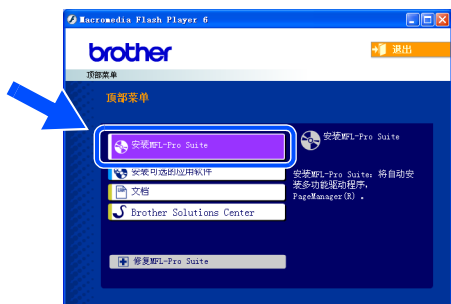 Macromedia Flash Player 6
brother
退出
顶部菜单
顶部菜单
安装MFL-Pro Suite
安装可选的应用软件
文档
Brother Solutions Center
修复MFL-Pro Suite
安装MFL-Pro Suite
安装MFL-Pro Suite：将自动安
装多功能驱动程序，
PageManager(R) 。